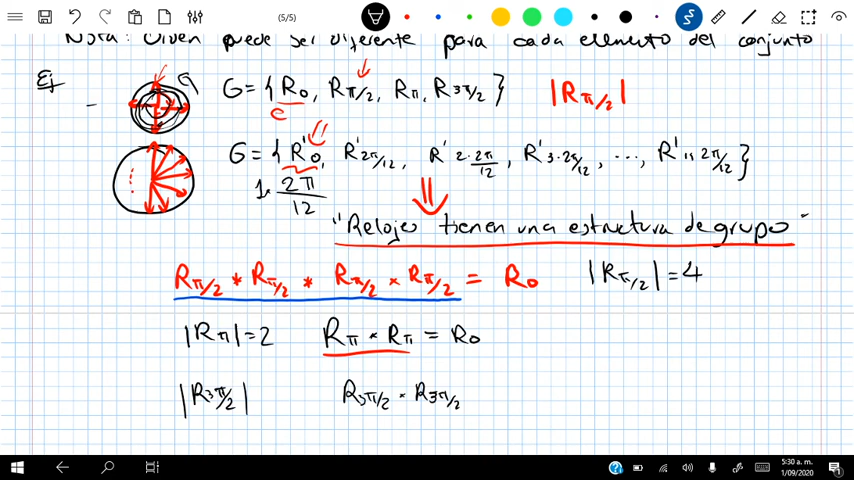 (5/5)
Nota: Orden puede ser diferente para cada elemento del conjunto
Ej
G = { R0, Rπ/2, Rπ, R3π/2 } |Rπ/2|
e
G = { R'0, R'2π/12, R'2·2π/12, R'3·2π/12, ..., R'11 2π/12 }
1· 2π/12
"Reloje tienen una estructura de grupo"
Rπ/2 * Rπ/2 * Rπ/2 * Rπ/2 = R0 |Rπ/2| = 4
|Rπ| = 2 Rπ * Rπ = R0
|R3π/2| R3π/2 * R3π/2
5:30 a. m.
1/09/2020